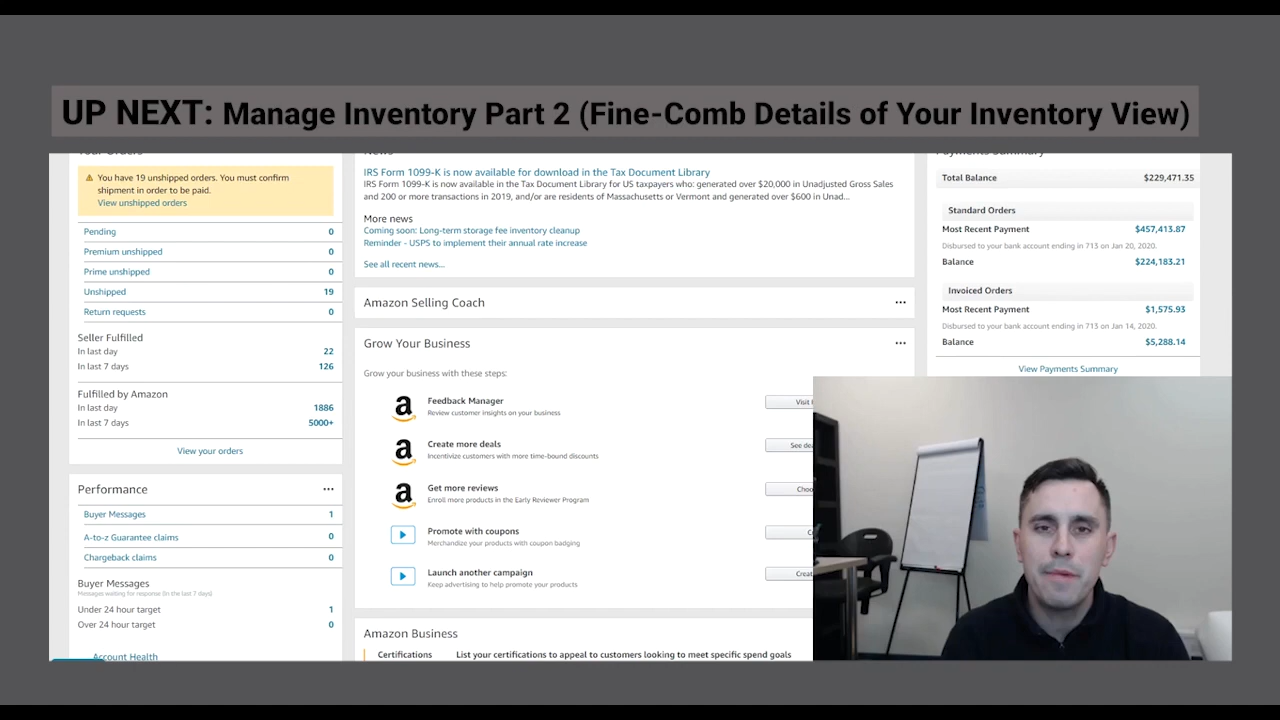 UP NEXT: Manage Inventory Part 2 (Fine-Comb Details of Your Inventory View)
Your Orders
You have 19 unshipped orders. You must confirm
shipment in order to be paid.
View unshipped orders
Pending 0
Premium unshipped 0
Prime unshipped 0
Unshipped 19
Return requests 0
Seller Fulfilled
In last day 22
In last 7 days 126
Fulfilled by Amazon
In last day 1886
In last 7 days 5000+
View your orders
Performance
Buyer Messages 1
A-to-z Guarantee claims 0
Chargeback claims 0
Buyer Messages
Messages waiting for response (in the last 7 days)
Under 24 hour target 1
Over 24 hour target 0
Account Health
News
IRS Form 1099-K is now available for download in the Tax Document Library
IRS Form 1099-K is now available in the Tax Document Library for US taxpayers who: generated over $20,000 in Unadjusted Gross Sales
and 200 or more transactions in 2019, and/or are residents of Massachusetts or Vermont and generated over $600 in Unad...
More news
Coming soon: Long-term storage fee inventory cleanup
Reminder - USPS to implement their annual rate increase
See all recent news...
Amazon Selling Coach
Grow Your Business
Grow your business with these steps:
Feedback Manager
Review customer insights on your business
Visit
Create more deals
Incentivize customers with more time-bound discounts
See
Get more reviews
Enroll more products in the Early Reviewer Program
Promote with coupons
Merchandize your products with coupon badging
Launch another campaign
Keep advertising to help promote your products
Amazon Business
Certifications List your certifications to appeal to customers looking to meet specific spend goals
Payments Summary
Total Balance $229,471.35
Standard Orders
Most Recent Payment $457,413.87
Disbursed to your bank account ending in 713 on Jan 20, 2020.
Balance $224,183.21
Invoiced Orders
Most Recent Payment $1,575.93
Disbursed to your bank account ending in 713 on Jan 14, 2020.
Balance $5,288.14
View Payments Summary